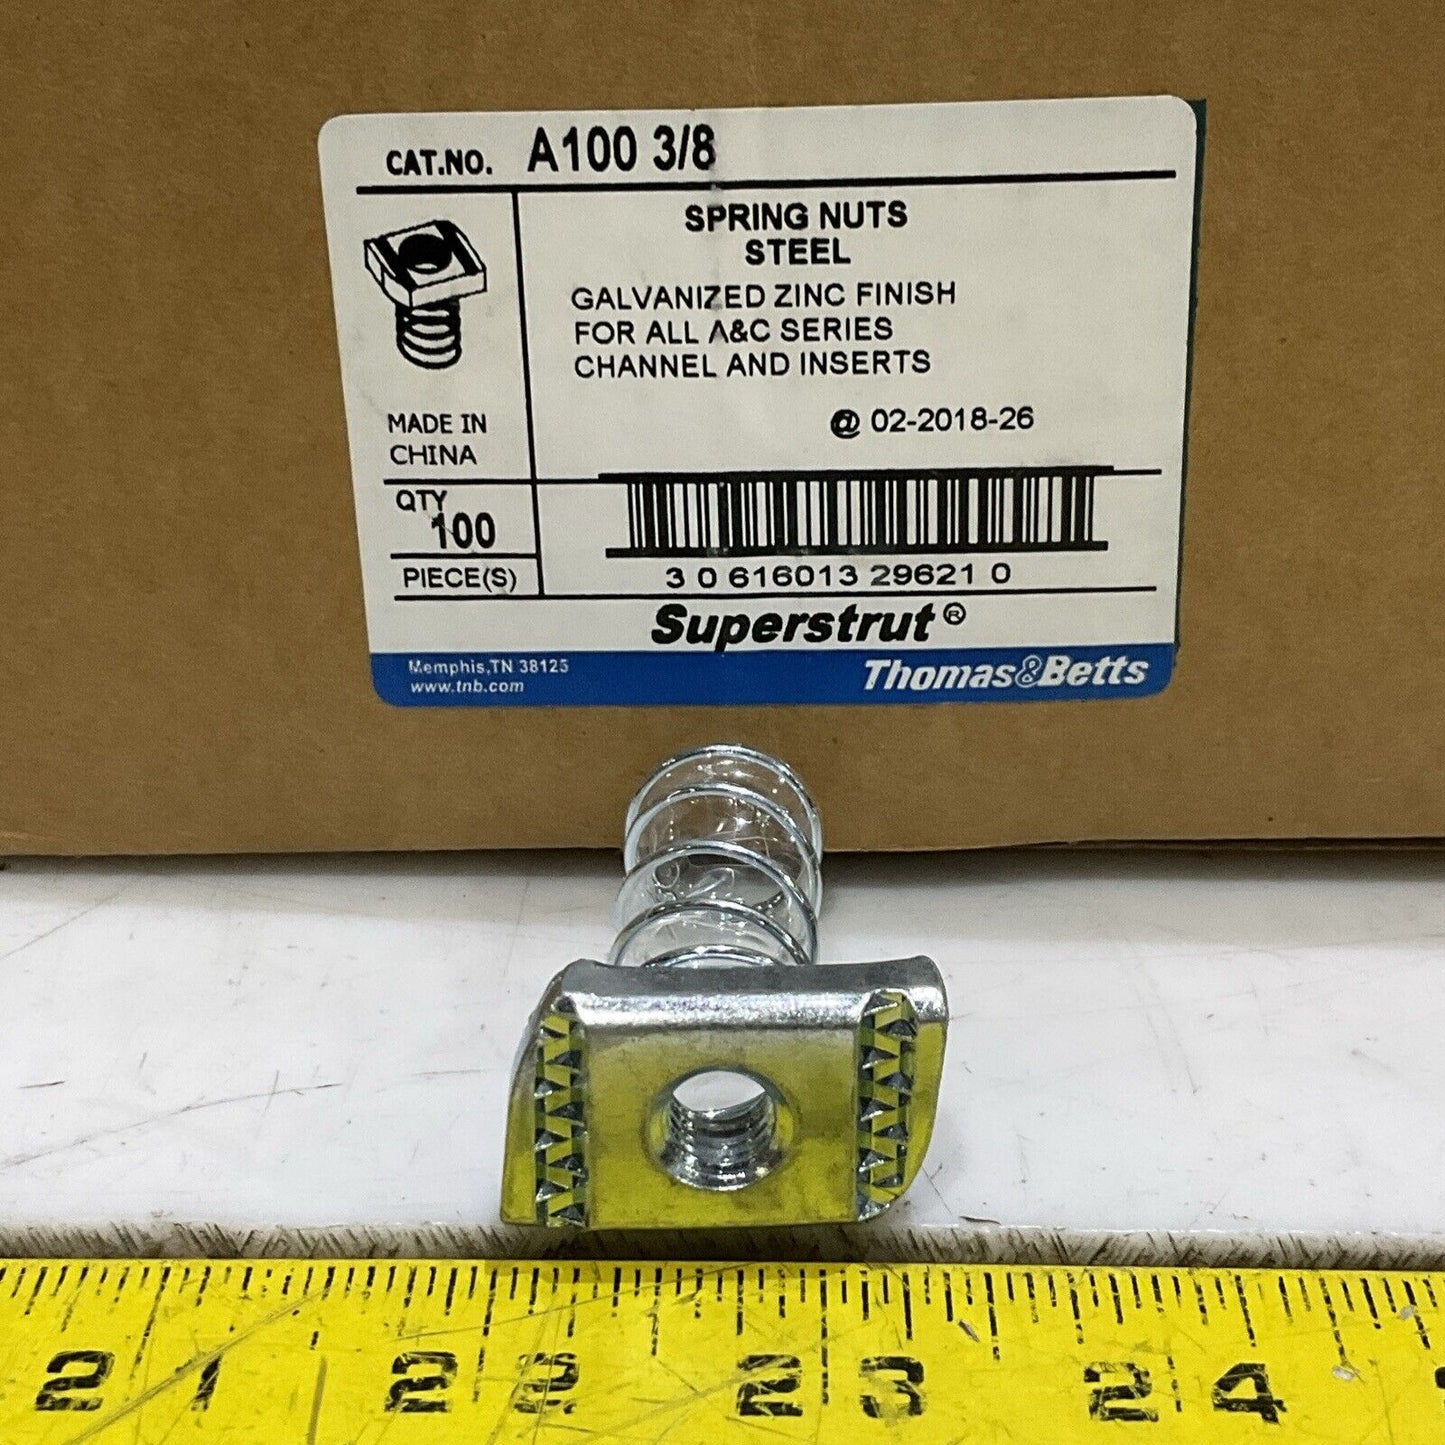 CAT.NO. A100 3/8
SPRING NUTS
STEEL
GALVANIZED ZINC FINISH
FOR ALL A&C SERIES
CHANNEL AND INSERTS
@ 02-2018-26
MADE IN
CHINA
QTY
100
PIECE(S)
3 0 616013 29621 0
Superstrut®
Memphis,TN 38125
www.tnb.com
Thomas&Betts
21 22 23 24